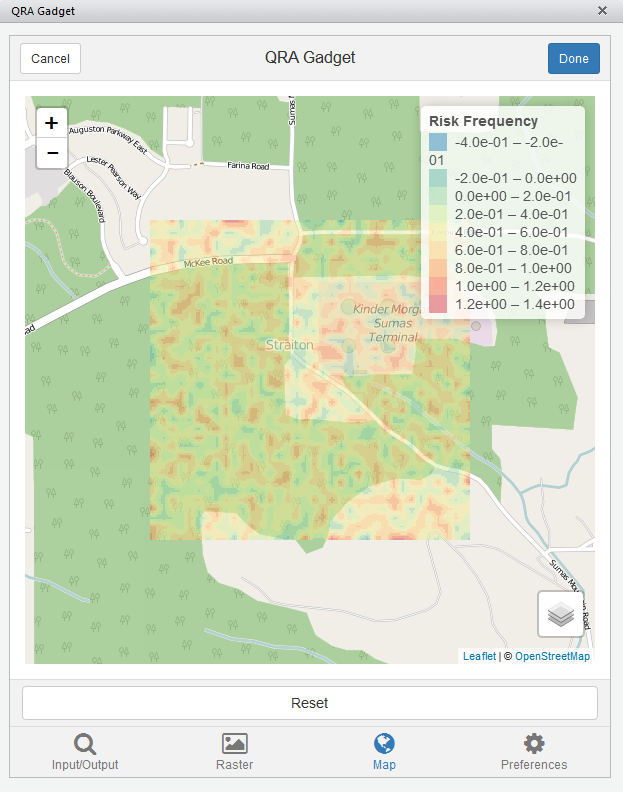 QRA Gadget
Cancel
QRA Gadget
Done
+
−
Auguston Parkway East
Lester Pearson Way
Blauson Boulevard
Farina Road
Sumas M
McKee Road
ad
Straiton
Kinder Morga
Sumas
Terminal
Risk Frequency
-4.0e-01 – -2.0e-
01
-2.0e-01 – 0.0e+00
0.0e+00 – 2.0e-01
2.0e-01 – 4.0e-01
4.0e-01 – 6.0e-01
6.0e-01 – 8.0e-01
8.0e-01 – 1.0e+00
1.0e+00 – 1.2e+00
1.2e+00 – 1.4e+00
Leaflet | © OpenStreetMap
Reset
Input/Output
Raster
Map
Preferences